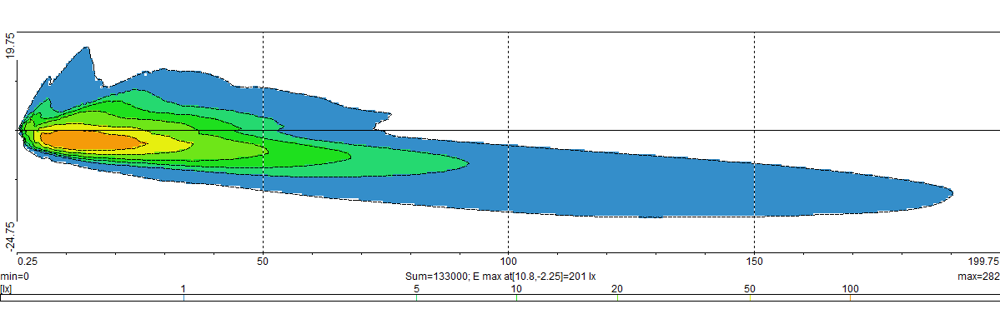 19.75
-24.75
0.25 50 100 150 199.75
min=0 Sum=133000; E max at[10.8,-2.25]=201 lx max=282
[lx] 1 5 10 20 50 100